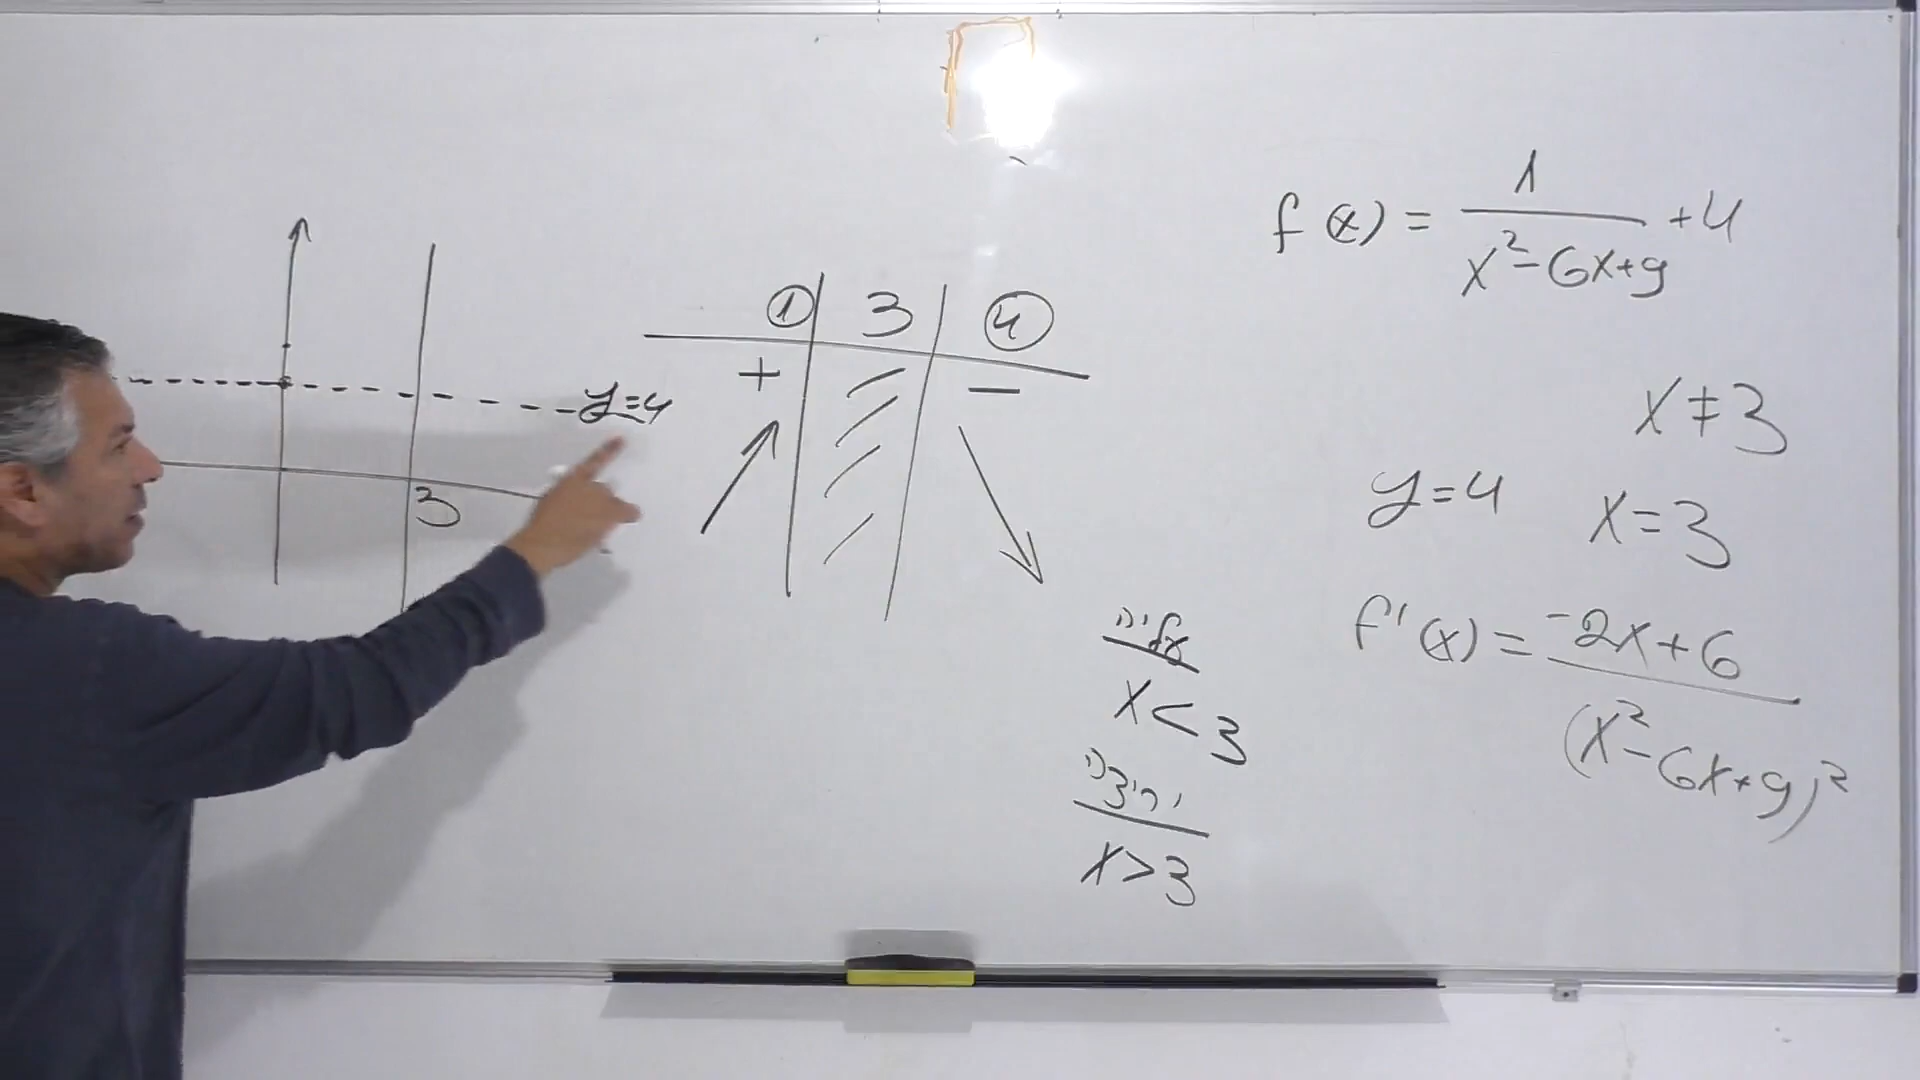 f(x) = 1/(x²-6x+9) +4
x≠3
y=4 x=3
f'(x) = (-2x+6)/(x²-6x+9)²
① 3 ④
+ −
y=4
3
x<3
x>3